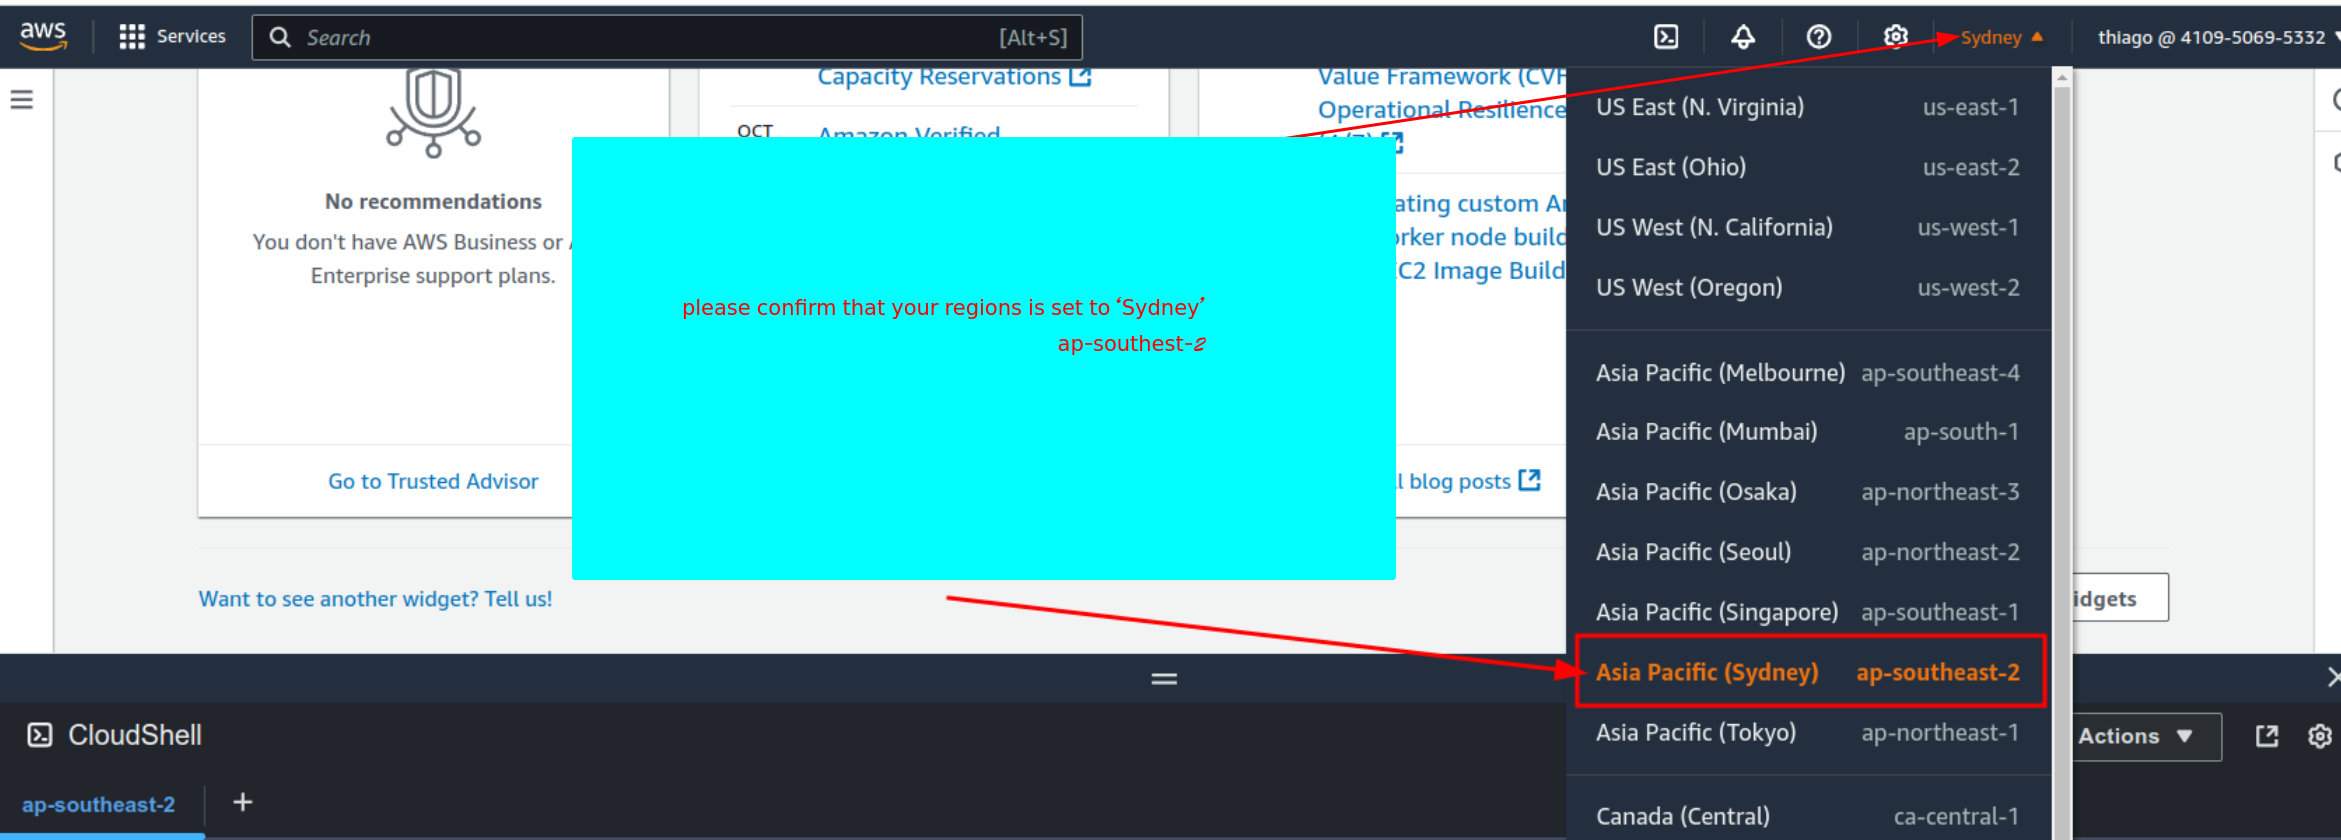 aws
Services
Search
[Alt+S]
Sydney
thiago @ 4109-5069-5332
Capacity Reservations
OCT
Amazon Verified
Value Framework (CVF
Operational Resilience
No recommendations
You don't have AWS Business or
Enterprise support plans.
Go to Trusted Advisor
please confirm that your regions is set to ‘Sydney’
ap-southest-2
ating custom
rker node build
C2 Image Build
blog posts
Want to see another widget? Tell us!
idgets
US East (N. Virginia) us-east-1
US East (Ohio) us-east-2
US West (N. California) us-west-1
US West (Oregon) us-west-2
Asia Pacific (Melbourne) ap-southeast-4
Asia Pacific (Mumbai) ap-south-1
Asia Pacific (Osaka) ap-northeast-3
Asia Pacific (Seoul) ap-northeast-2
Asia Pacific (Singapore) ap-southeast-1
Asia Pacific (Sydney) ap-southeast-2
Asia Pacific (Tokyo) ap-northeast-1
Canada (Central) ca-central-1
CloudShell
Actions
ap-southeast-2
+